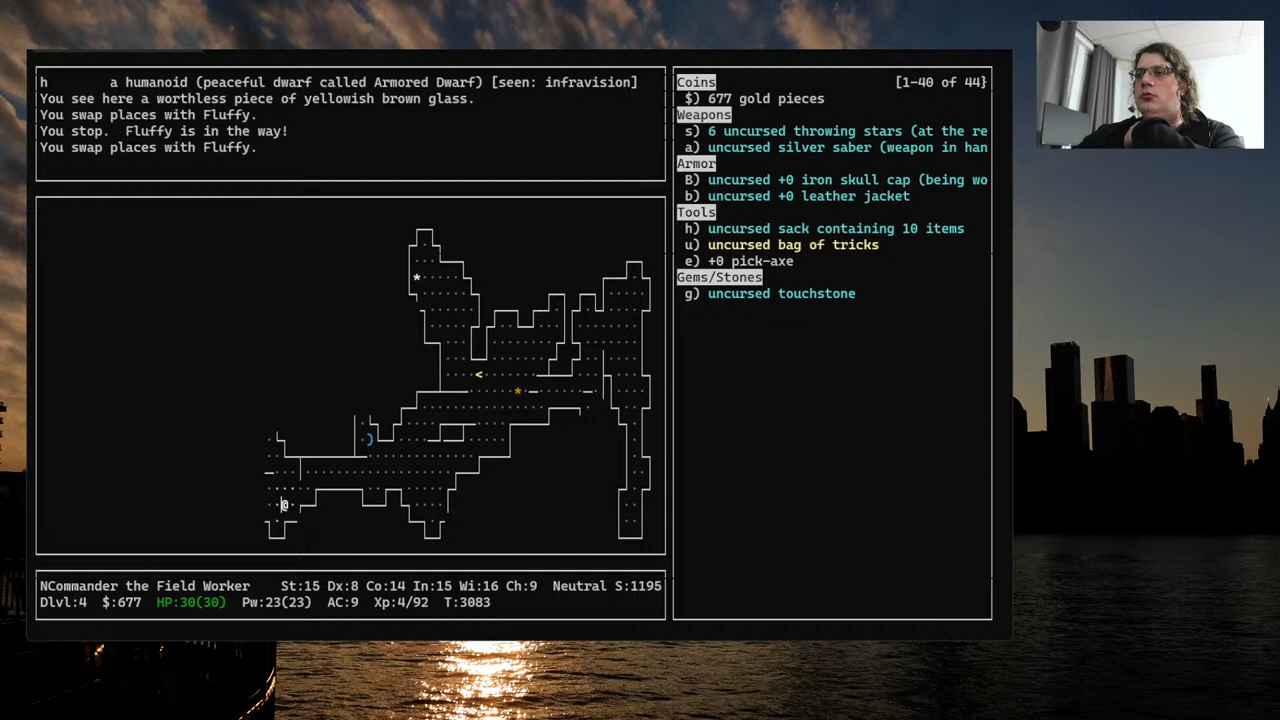 h       a humanoid (peaceful dwarf called Armored Dwarf) [seen: infravision]
You see here a worthless piece of yellowish brown glass.
You swap places with Fluffy.
You stop.  Fluffy is in the way!
You swap places with Fluffy.
Coins [1-40 of 44}
$) 677 gold pieces
Weapons
s) 6 uncursed throwing stars (at the re
a) uncursed silver saber (weapon in han
Armor
B) uncursed +0 iron skull cap (being wo
b) uncursed +0 leather jacket
Tools
h) uncursed sack containing 10 items
u) uncursed bag of tricks
e) +0 pick-axe
Gems/Stones
g) uncursed touchstone
NCommander the Field Worker    St:15 Dx:8 Co:14 In:15 Wi:16 Ch:9  Neutral S:1195
Dlvl:4  $:677  HP:30(30)  Pw:23(23)  AC:9  Xp:4/92  T:3083